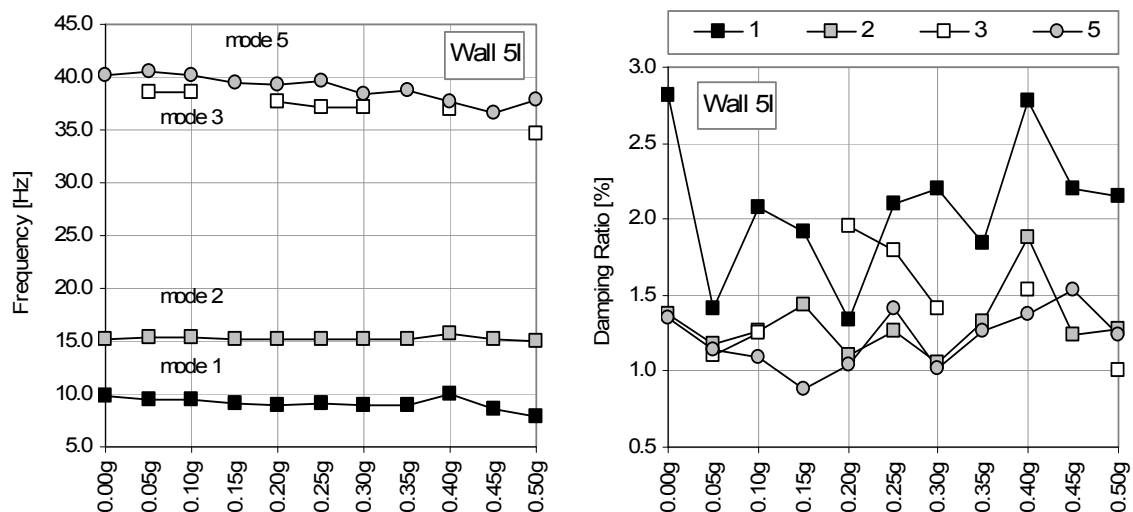 45.0
40.0
35.0
30.0
25.0
20.0
15.0
10.0
5.0
Frequency [Hz]
mode 5
Wall 5I
mode 3
mode 2
mode 1
0.00g
0.05g
0.10g
0.15g
0.20g
0.25g
0.30g
0.35g
0.40g
0.45g
0.50g
1 2 3 5
3.0
2.5
2.0
1.5
1.0
0.5
Damping Ratio [%]
Wall 5I
0.00g
0.05g
0.10g
0.15g
0.20g
0.25g
0.30g
0.35g
0.40g
0.45g
0.50g